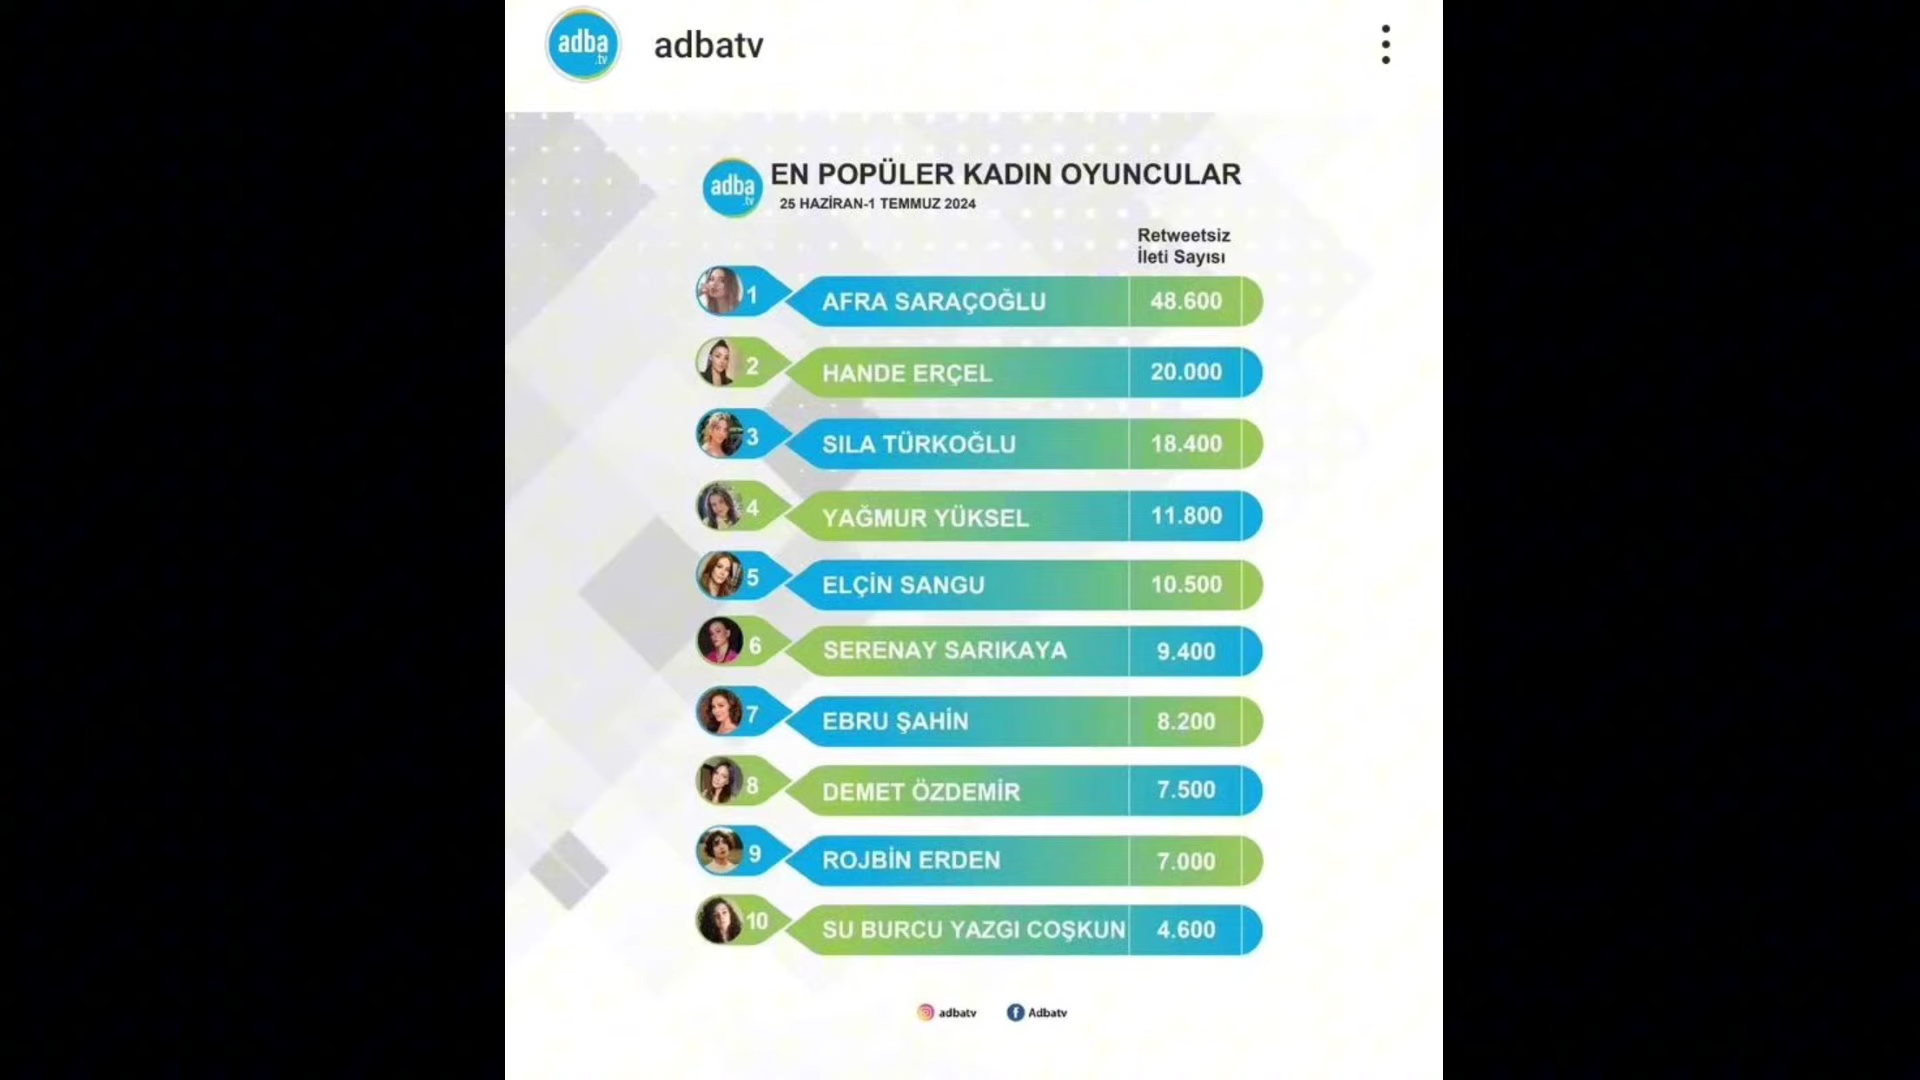 adba
.tv
adbatv
adba
.tv
EN POPÜLER KADIN OYUNCULAR
25 HAZİRAN-1 TEMMUZ 2024
Retweetsiz
İleti Sayısı
1 AFRA SARAÇOĞLU 48.600
2 HANDE ERÇEL 20.000
3 SILA TÜRKOĞLU 18.400
4 YAĞMUR YÜKSEL 11.800
5 ELÇİN SANGU 10.500
6 SERENAY SARIKAYA 9.400
7 EBRU ŞAHİN 8.200
8 DEMET ÖZDEMİR 7.500
9 ROJBİN ERDEN 7.000
10 SU BURCU YAZGI COŞKUN 4.600
adbatv Adbatv